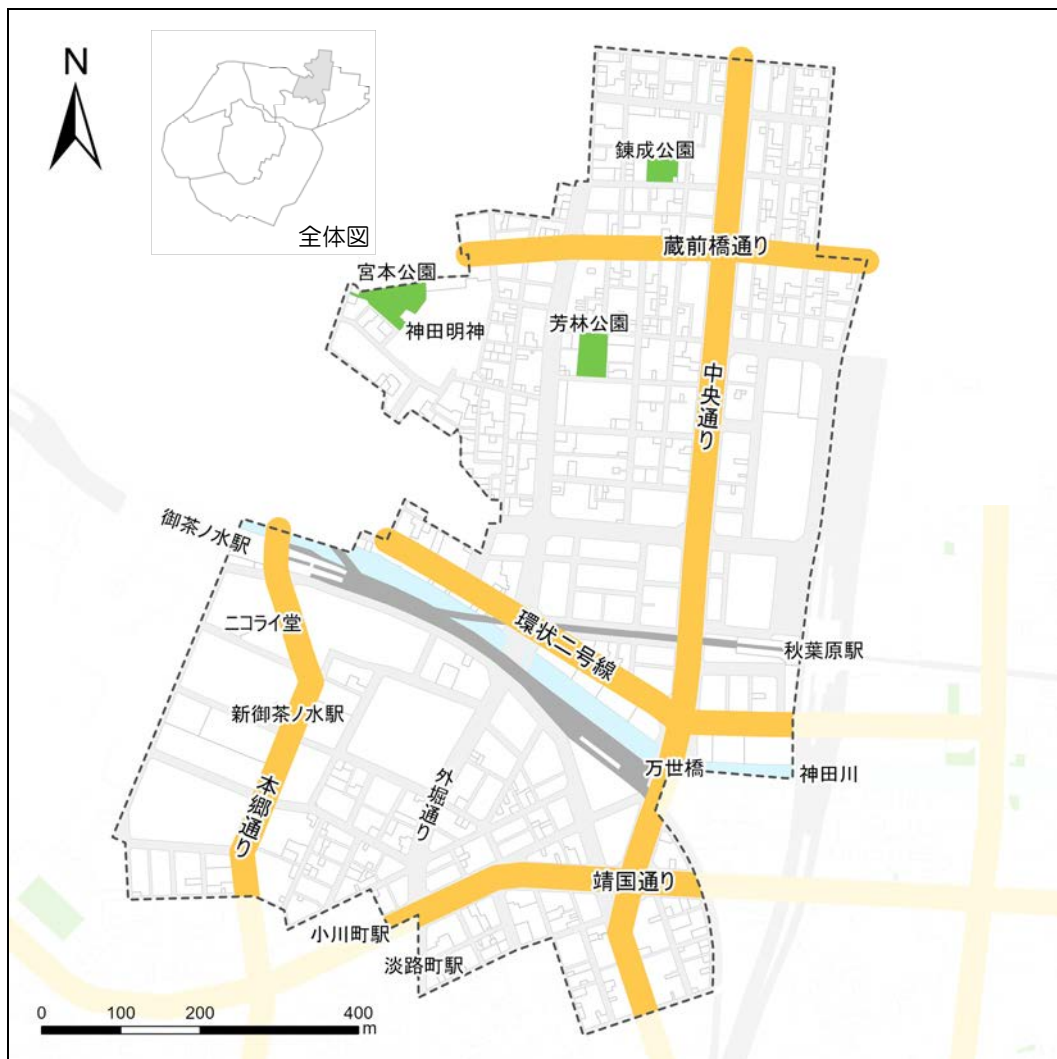 N
全体図
錬成公園
蔵前橋通り
宮本公園
神田明神
芳林公園
中央通り
御茶ノ水駅
ニコライ堂
環状二号線
秋葉原駅
新御茶ノ水駅
万世橋
神田川
外堀通り
本郷通り
靖国通り
小川町駅
淡路町駅
0 100 200 400
m